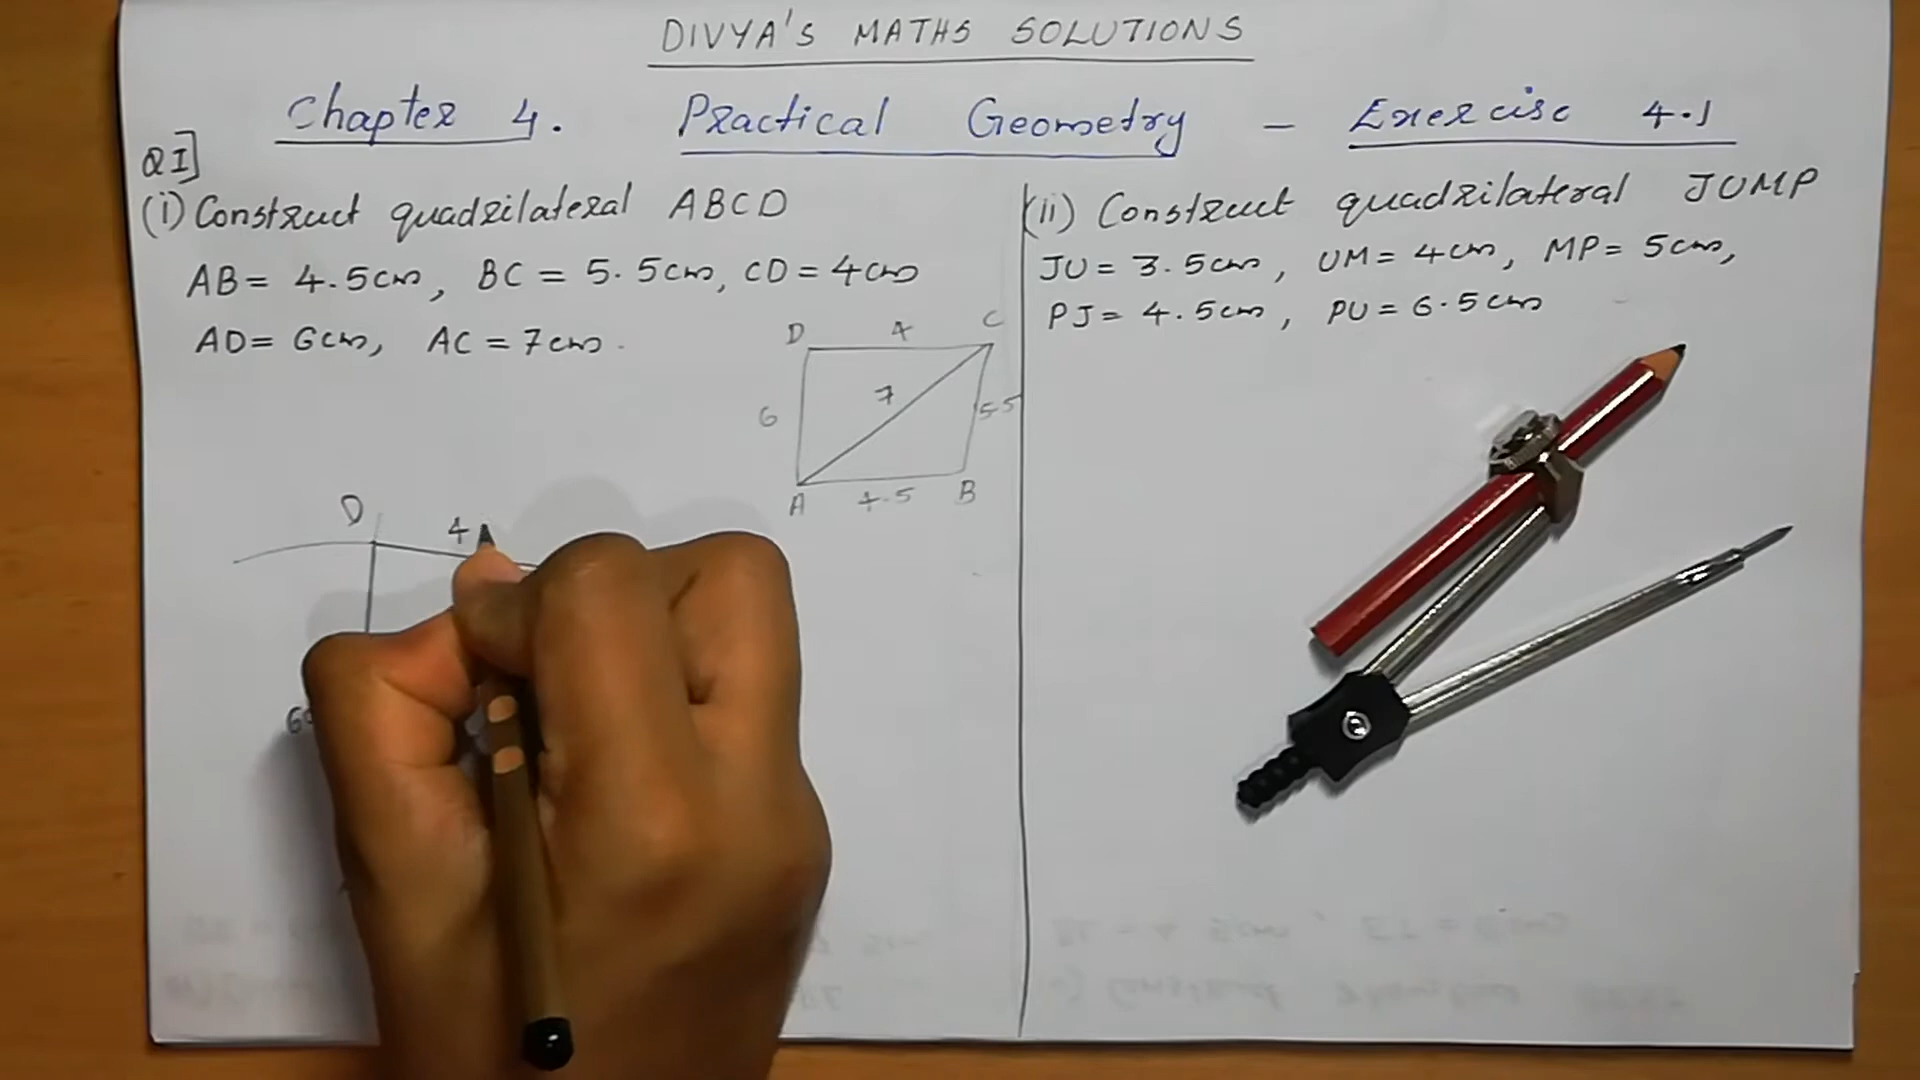 DIVYA'S MATHS SOLUTIONS
Chapter 4. Practical Geometry - Exercise 4.1
QI]
(i) Construct quadrilateral ABCD
AB = 4.5cm, BC = 5.5cm, CD = 4cm
AD = 6cm, AC = 7cm.
D 4 C
6 7 5.5
A 4.5 B
D 4
6
(ii) Construct quadrilateral JUMP
JU = 3.5cm, UM = 4cm, MP = 5cm,
PJ = 4.5cm, PU = 6.5cm